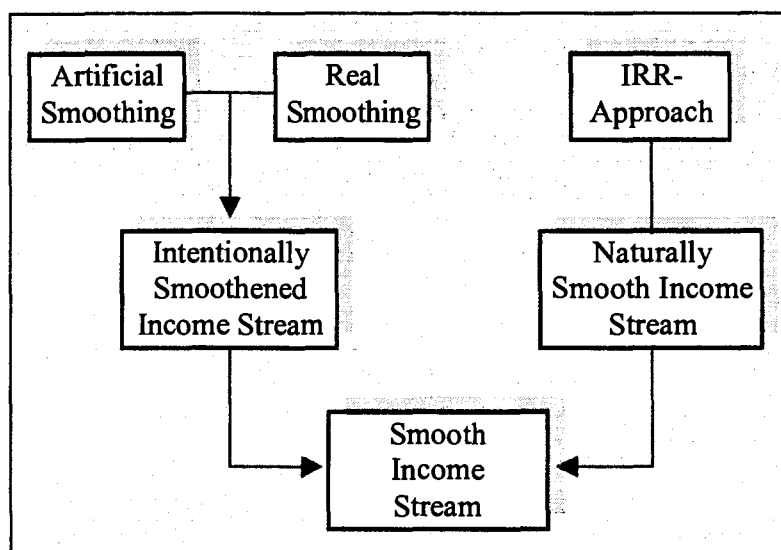 Artificial
Smoothing
Real
Smoothing
IRR-
Approach
Intentionally
Smoothened
Income Stream
Naturally
Smooth Income
Stream
Smooth
Income
Stream